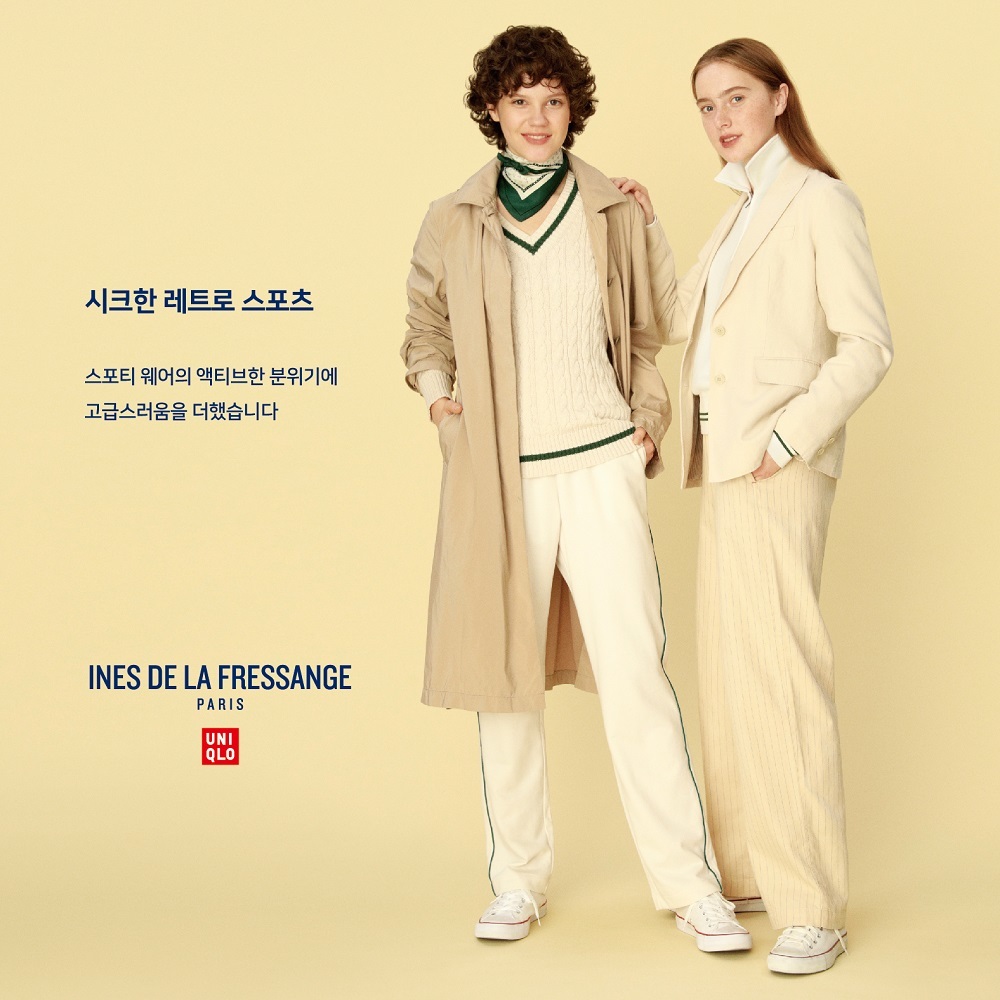 시크한 레트로 스포츠
스포티 웨어의 액티브한 분위기에
고급스러움을 더했습니다
INES DE LA FRESSANGE
PARIS
UNI
QLO